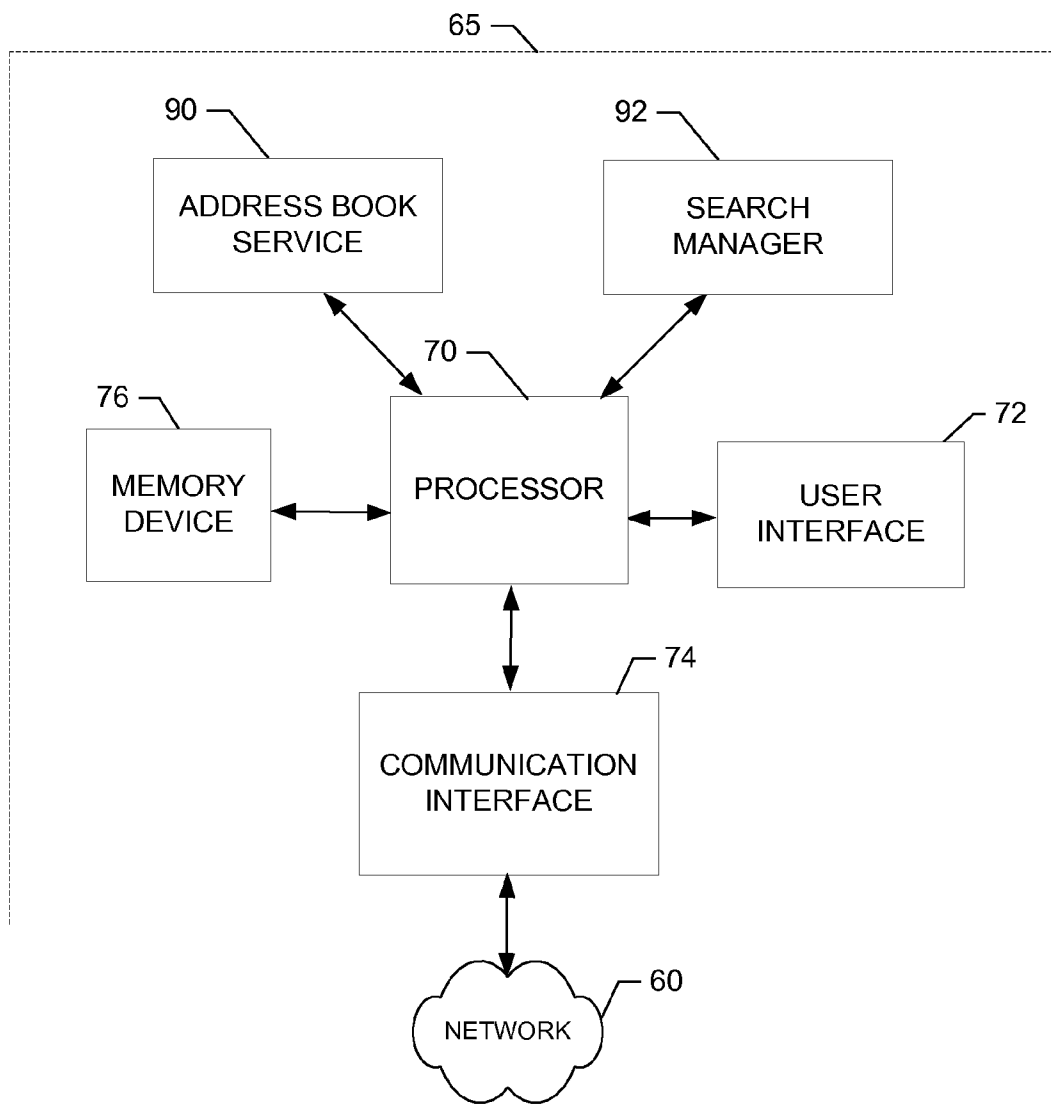 65
90
92
ADDRESS BOOK
SERVICE
SEARCH
MANAGER
70
76
72
MEMORY
DEVICE
PROCESSOR
USER
INTERFACE
74
COMMUNICATION
INTERFACE
60
NETWORK